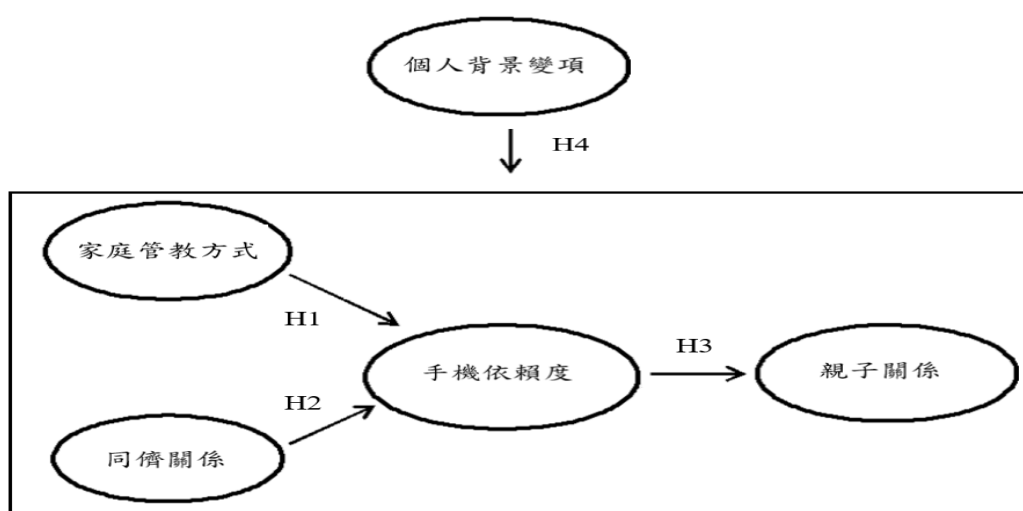 個人背景變項
H4
家庭管教方式
H1
手機依賴度
H3
親子關係
H2
同儕關係